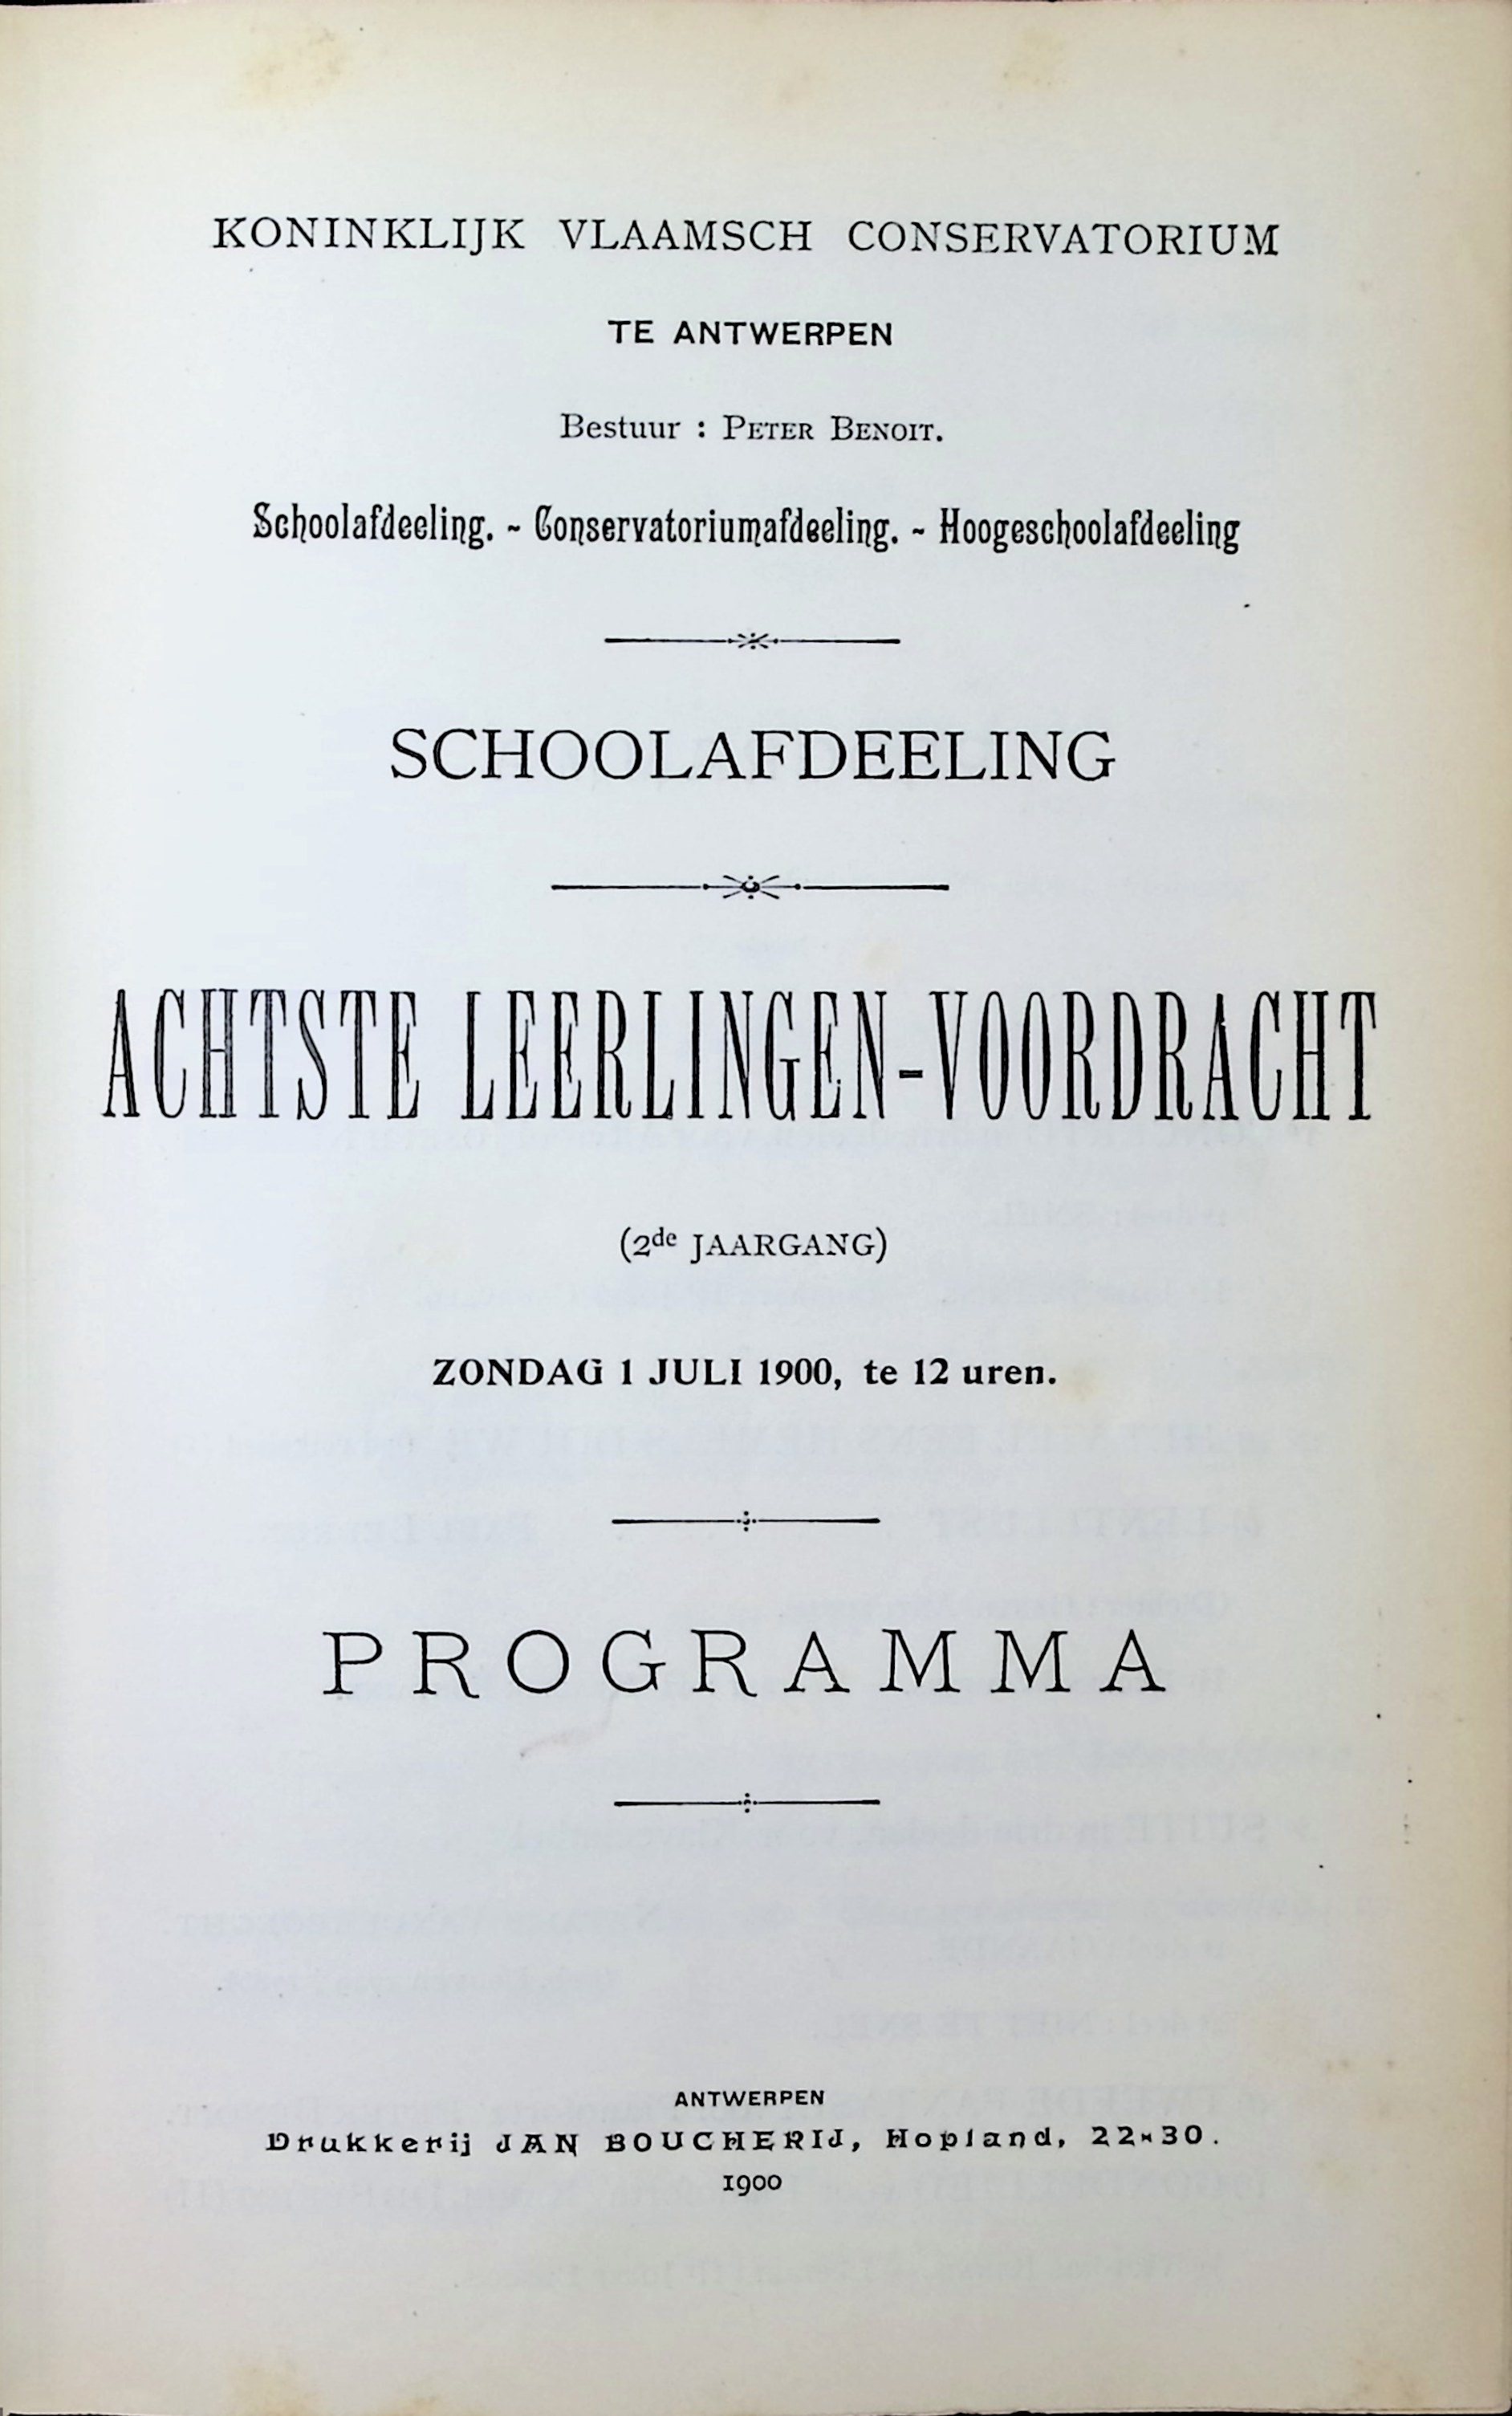 KONINKLIJK VLAAMSCH CONSERVATORIUM
TE ANTWERPEN
Bestuur : PETER BENOIT.
Schoolafdeeling. ~ Conservatoriumafdeeling. ~ Hoogeschoolafdeeling
SCHOOLAFDEELING
ACHTSTE LEERLINGEN-VOORDRACHT
(2de JAARGANG)
ZONDAG 1 JULI 1900, te 12 uren.
PROGRAMMA
ANTWERPEN
Drukkerij JAN BOUCHERIJ, Hopland, 22-30.
1900